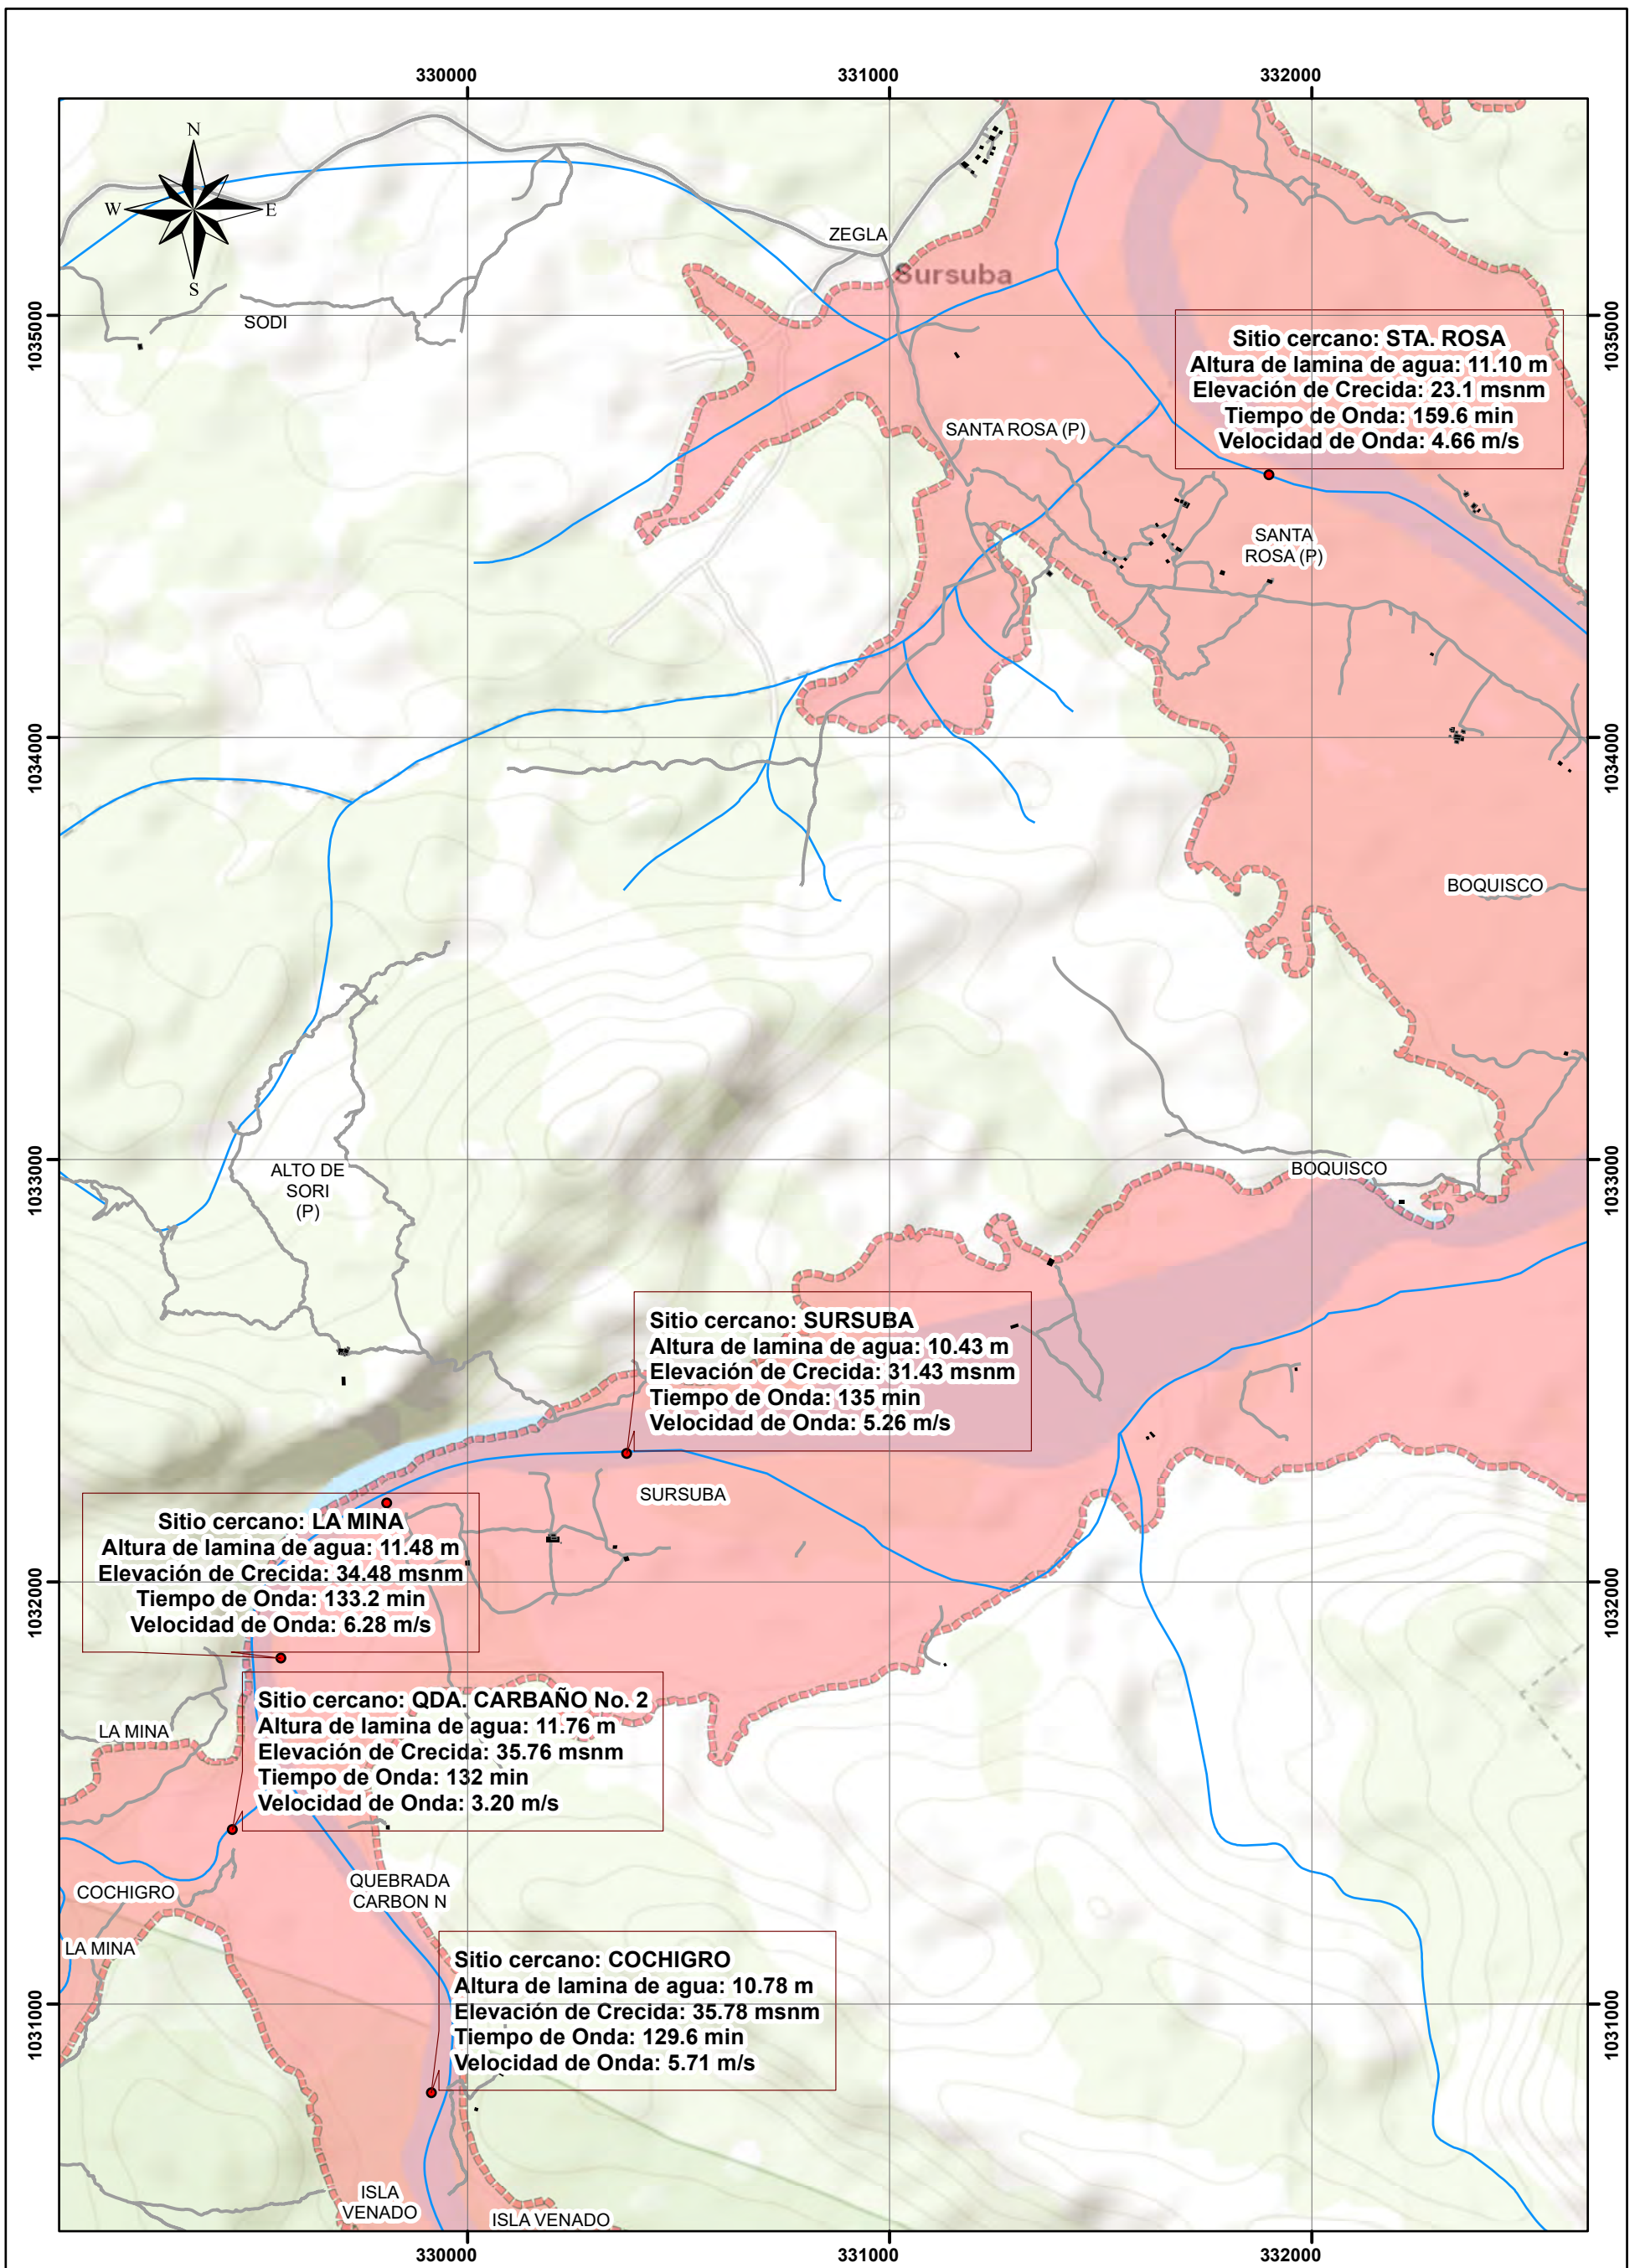 330000
331000
332000
N
W
E
S
ZEGLA
Sursuba
SODI
1035000
1035000
Sitio cercano: STA. ROSA
Altura de lamina de agua: 11.10 m
Elevación de Crecida: 23.1 msnm
Tiempo de Onda: 159.6 min
Velocidad de Onda: 4.66 m/s
SANTA ROSA (P)
SANTA
ROSA (P)
1034000
1034000
BOQUISCO
1033000
1033000
ALTO DE
SORI
(P)
BOQUISCO
Sitio cercano: SURSUBA
Altura de lamina de agua: 10.43 m
Elevación de Crecida: 31.43 msnm
Tiempo de Onda: 135 min
Velocidad de Onda: 5.26 m/s
SURSUBA
Sitio cercano: LA MINA
Altura de lamina de agua: 11.48 m
Elevación de Crecida: 34.48 msnm
Tiempo de Onda: 133.2 min
Velocidad de Onda: 6.28 m/s
1032000
1032000
Sitio cercano: QDA. CARBAÑO No. 2
Altura de lamina de agua: 11.76 m
Elevación de Crecida: 35.76 msnm
Tiempo de Onda: 132 min
Velocidad de Onda: 3.20 m/s
LA MINA
COCHIGRO
QUEBRADA
CARBON N
LA MINA
Sitio cercano: COCHIGRO
Altura de lamina de agua: 10.78 m
Elevación de Crecida: 35.78 msnm
Tiempo de Onda: 129.6 min
Velocidad de Onda: 5.71 m/s
1031000
1031000
ISLA
VENADO
ISLA VENADO
330000
331000
332000